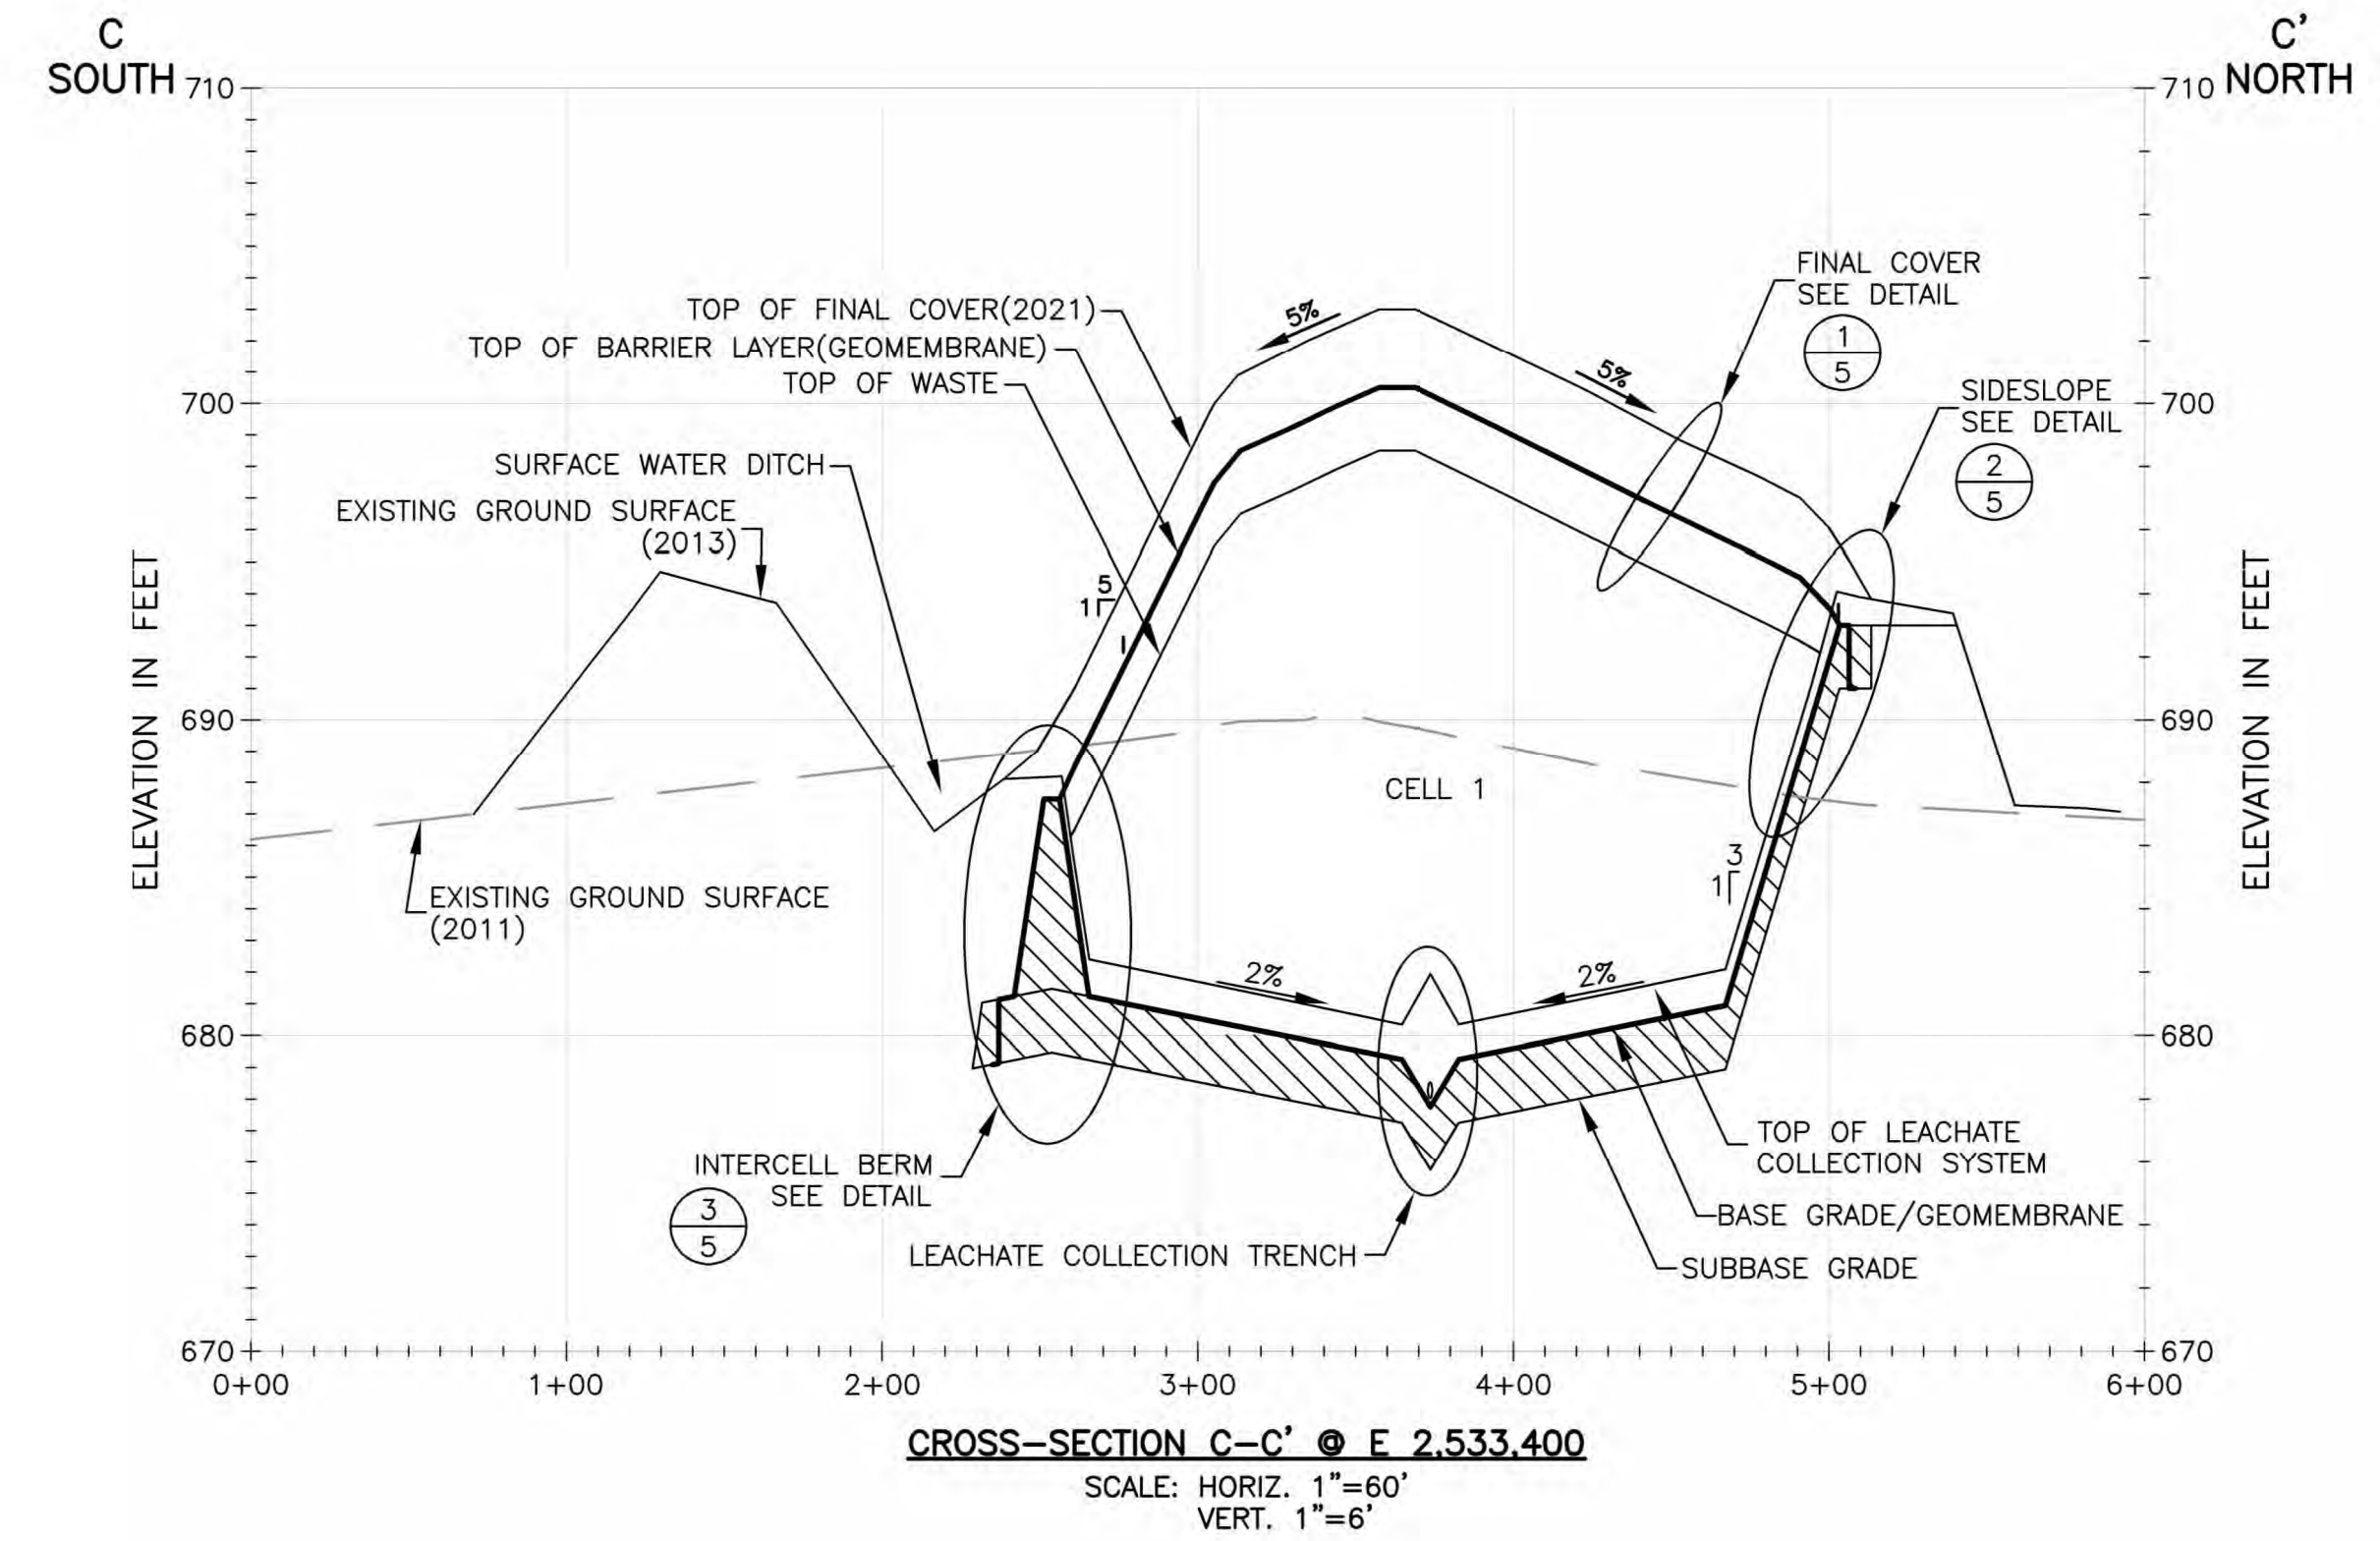 C
SOUTH
C'
NORTH
710
710
700
700
690
690
680
680
670
670
ELEVATION IN FEET
ELEVATION IN FEET
TOP OF FINAL COVER(2021)
TOP OF BARRIER LAYER(GEOMEMBRANE)
TOP OF WASTE
SURFACE WATER DITCH
EXISTING GROUND SURFACE
(2013)
EXISTING GROUND SURFACE
(2011)
5%
5%
FINAL COVER
SEE DETAIL
1
5
SIDESLOPE
SEE DETAIL
2
5
5
1
CELL 1
3
1
2%
2%
INTERCELL BERM
SEE DETAIL
3
5
LEACHATE COLLECTION TRENCH
TOP OF LEACHATE
COLLECTION SYSTEM
BASE GRADE/GEOMEMBRANE
SUBBASE GRADE
0+00
1+00
2+00
3+00
4+00
5+00
6+00
CROSS-SECTION C-C' @ E 2,533,400
SCALE: HORIZ. 1"=60'
VERT. 1"=6'